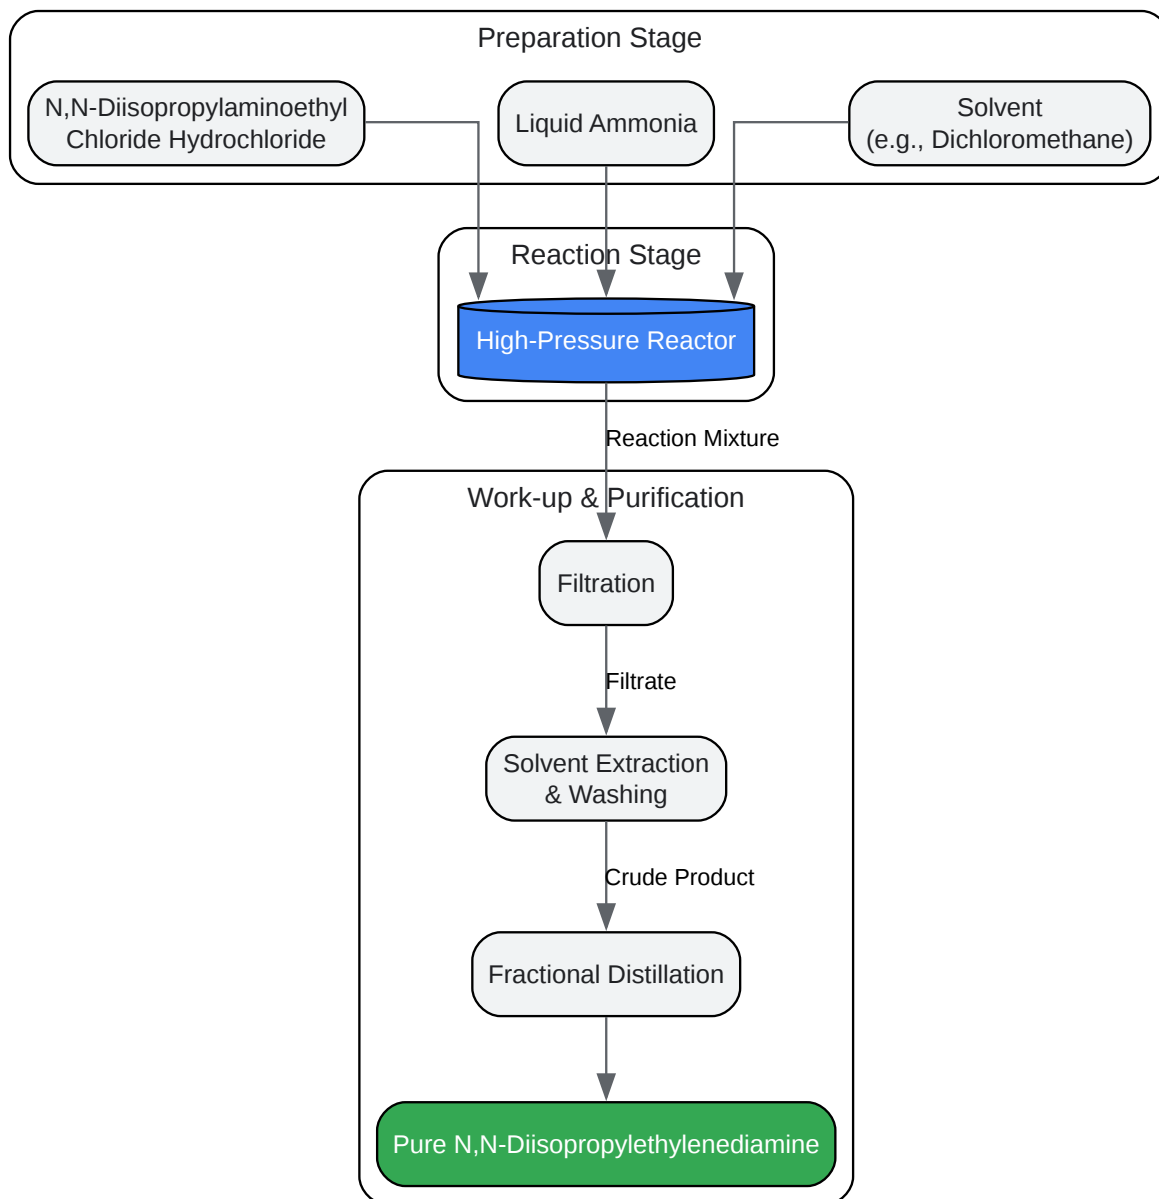 Preparation Stage
N,N-Diisopropylaminoethyl
Chloride Hydrochloride
Liquid Ammonia
Solvent
(e.g., Dichloromethane)
Reaction Stage
High-Pressure Reactor
Reaction Mixture
Work-up & Purification
Filtration
Filtrate
Solvent Extraction
& Washing
Crude Product
Fractional Distillation
Pure N,N-Diisopropylethylenediamine